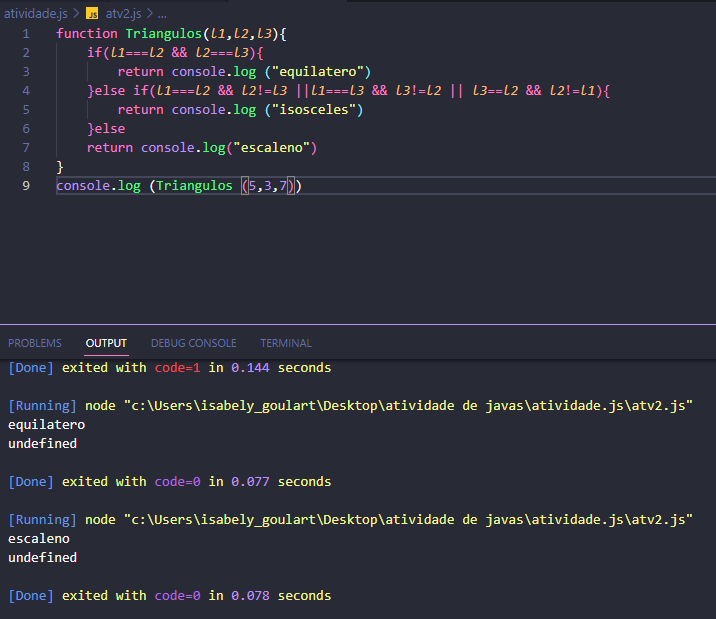 atividade.js > JS atv2.js > ...
1 function Triangulos(l1,l2,l3){
2 if(l1===l2 && l2===l3){
3 return console.log ("equilatero")
4 }else if(l1===l2 && l2!=l3 ||l1===l3 && l3!=l2 || l3==l2 && l2!=l1){
5 return console.log ("isosceles")
6 }else
7 return console.log("escaleno")
8 }
9 console.log (Triangulos (5,3,7))
PROBLEMS OUTPUT DEBUG CONSOLE TERMINAL
[Done] exited with code=1 in 0.144 seconds
[Running] node "c:\Users\isabely_goulart\Desktop\atividade de javas\atividade.js\atv2.js"
equilatero
undefined
[Done] exited with code=0 in 0.077 seconds
[Running] node "c:\Users\isabely_goulart\Desktop\atividade de javas\atividade.js\atv2.js"
escaleno
undefined
[Done] exited with code=0 in 0.078 seconds